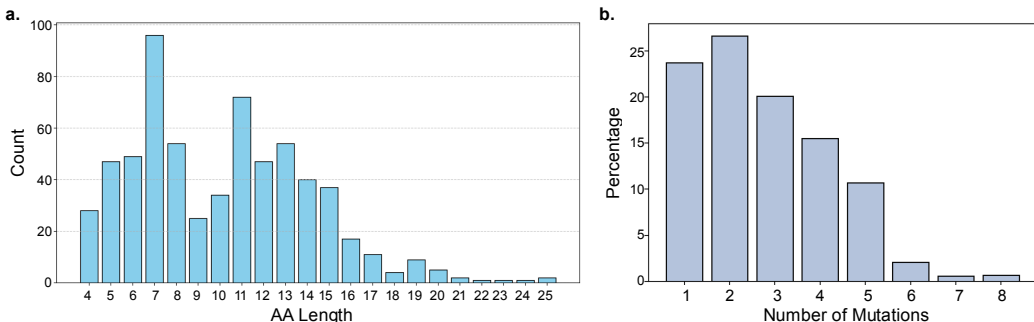 a.
Count
100
80
60
40
20
0
4 5 6 7 8 9 10 11 12 13 14 15 16 17 18 19 20 21 22 23 24 25
AA Length
b.
Percentage
25
20
15
10
5
0
1 2 3 4 5 6 7 8
Number of Mutations